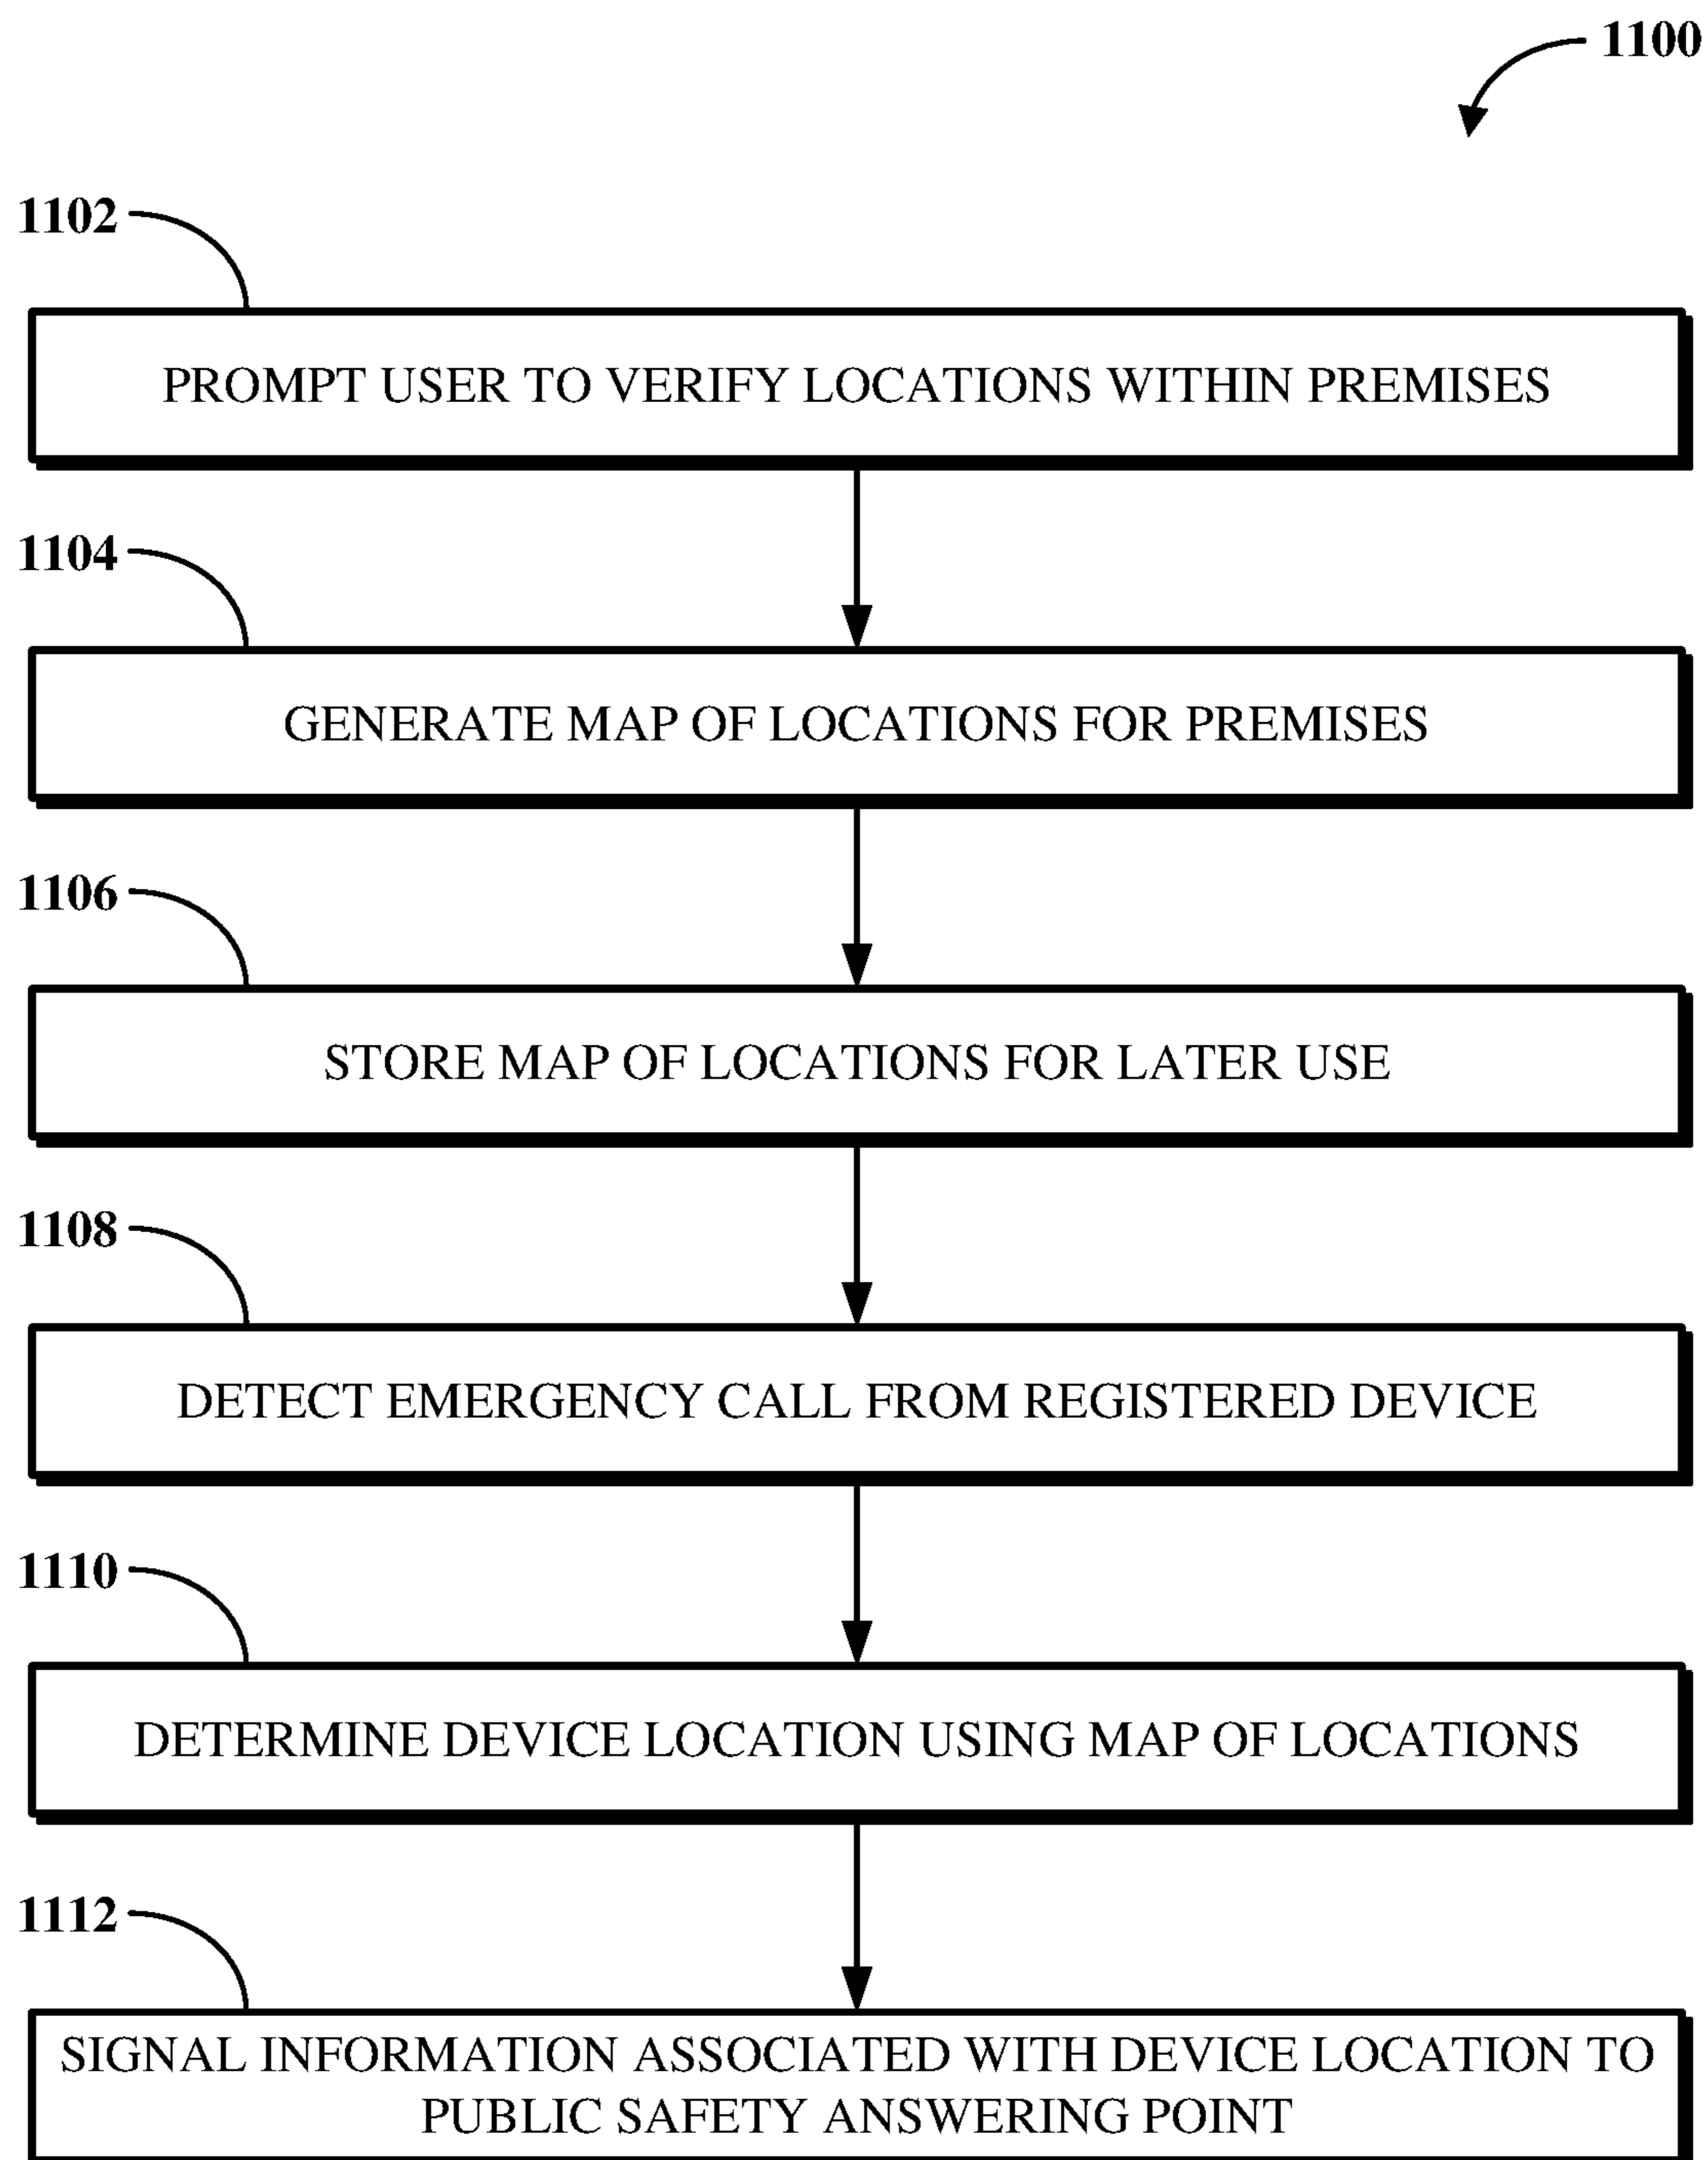 1100
1102
PROMPT USER TO VERIFY LOCATIONS WITHIN PREMISES
1104
GENERATE MAP OF LOCATIONS FOR PREMISES
1106
STORE MAP OF LOCATIONS FOR LATER USE
1108
DETECT EMERGENCY CALL FROM REGISTERED DEVICE
1110
DETERMINE DEVICE LOCATION USING MAP OF LOCATIONS
1112
SIGNAL INFORMATION ASSOCIATED WITH DEVICE LOCATION TO
PUBLIC SAFETY ANSWERING POINT